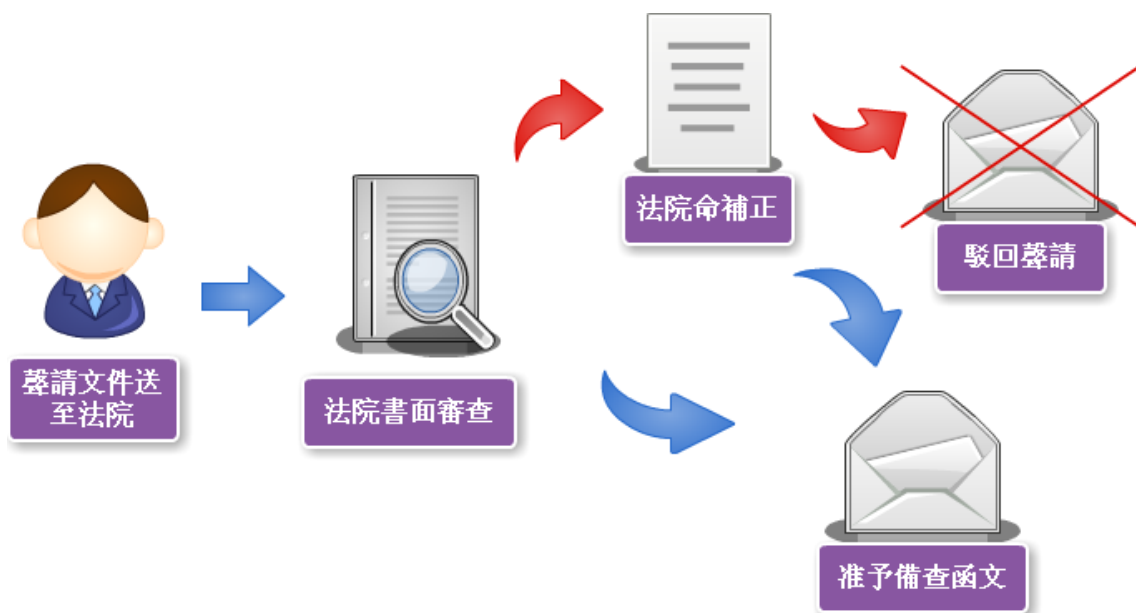 聲請文件送
至法院
法院書面審查
法院命補正
駁回聲請
准予備查函文